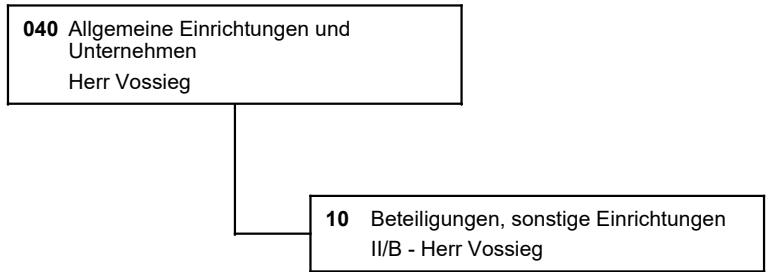 040 Allgemeine Einrichtungen und
Unternehmen
Herr Vossieg
10 Beteiligungen, sonstige Einrichtungen
II/B - Herr Vossieg